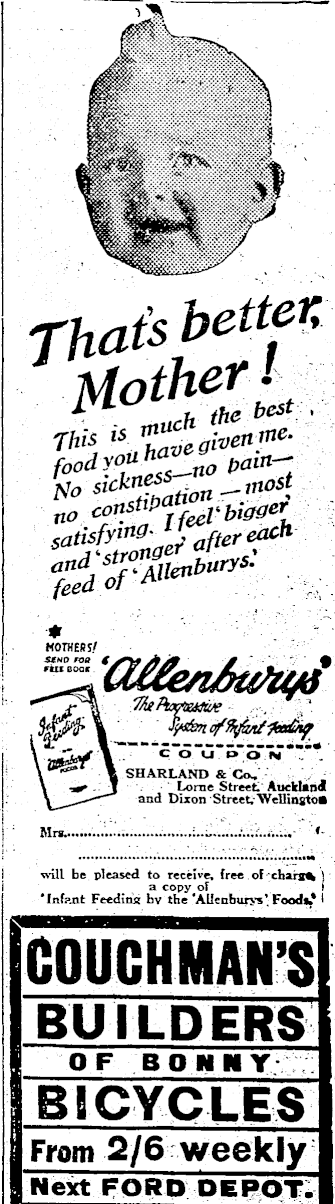 That's better,
Mother!
This is much the best
food you have given me.
No sickness—no pain—
no constipation—most
satisfying. I feel 'bigger'
and 'stronger' after each
feed of 'Allenburys.'
MOTHERS!
SEND FOR
FREE BOOK
'Allenburys'
The Progressive
System of Infant Feeding
Infant
Feeding
Allenburys
FOODS
COUPON
SHARLAND & Co.,
Lorne Street, Auckland
and Dixon Street, Wellington
Mrs.
will be pleased to receive, free of charge,
a copy of
'Infant Feeding by the 'Allenburys' Foods,'
COUCHMAN'S
BUILDERS
OF BONNY
BICYCLES
From 2/6 weekly
Next FORD DEPOT.